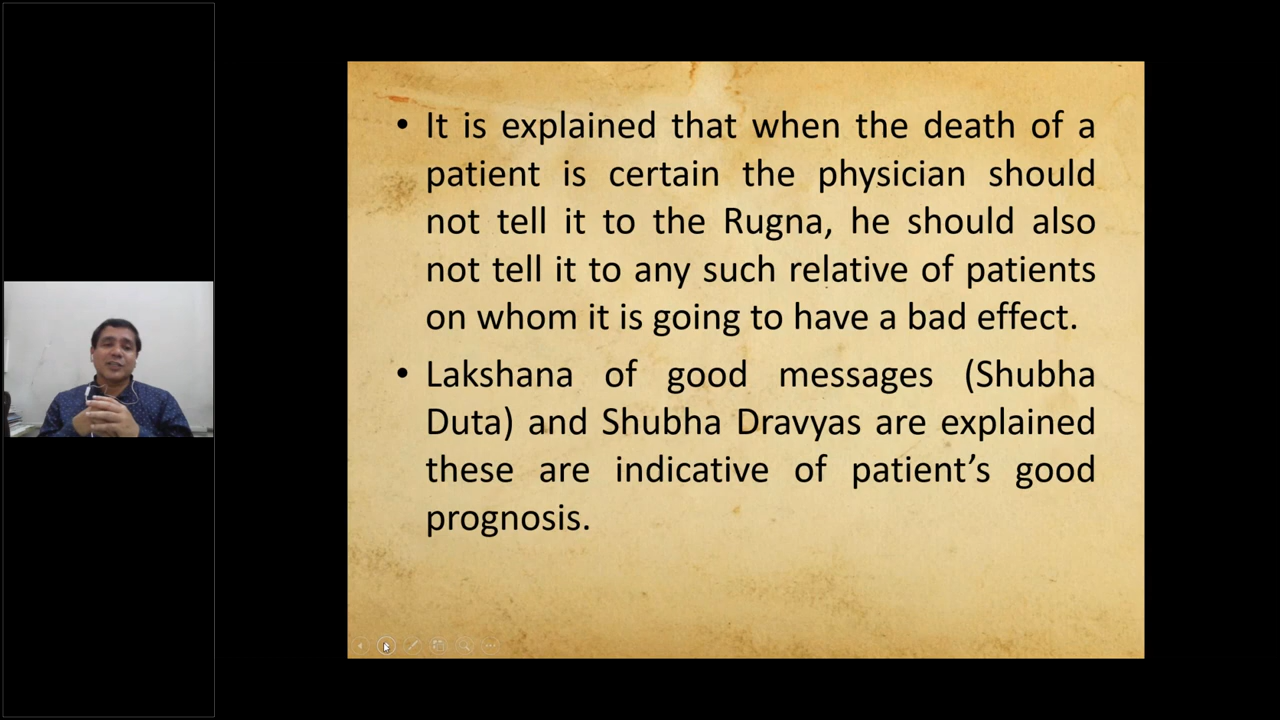 • It is explained that when the death of a
patient is certain the physician should
not tell it to the Rugna, he should also
not tell it to any such relative of patients
on whom it is going to have a bad effect.
• Lakshana of good messages (Shubha
Duta) and Shubha Dravyas are explained
these are indicative of patient’s good
prognosis.